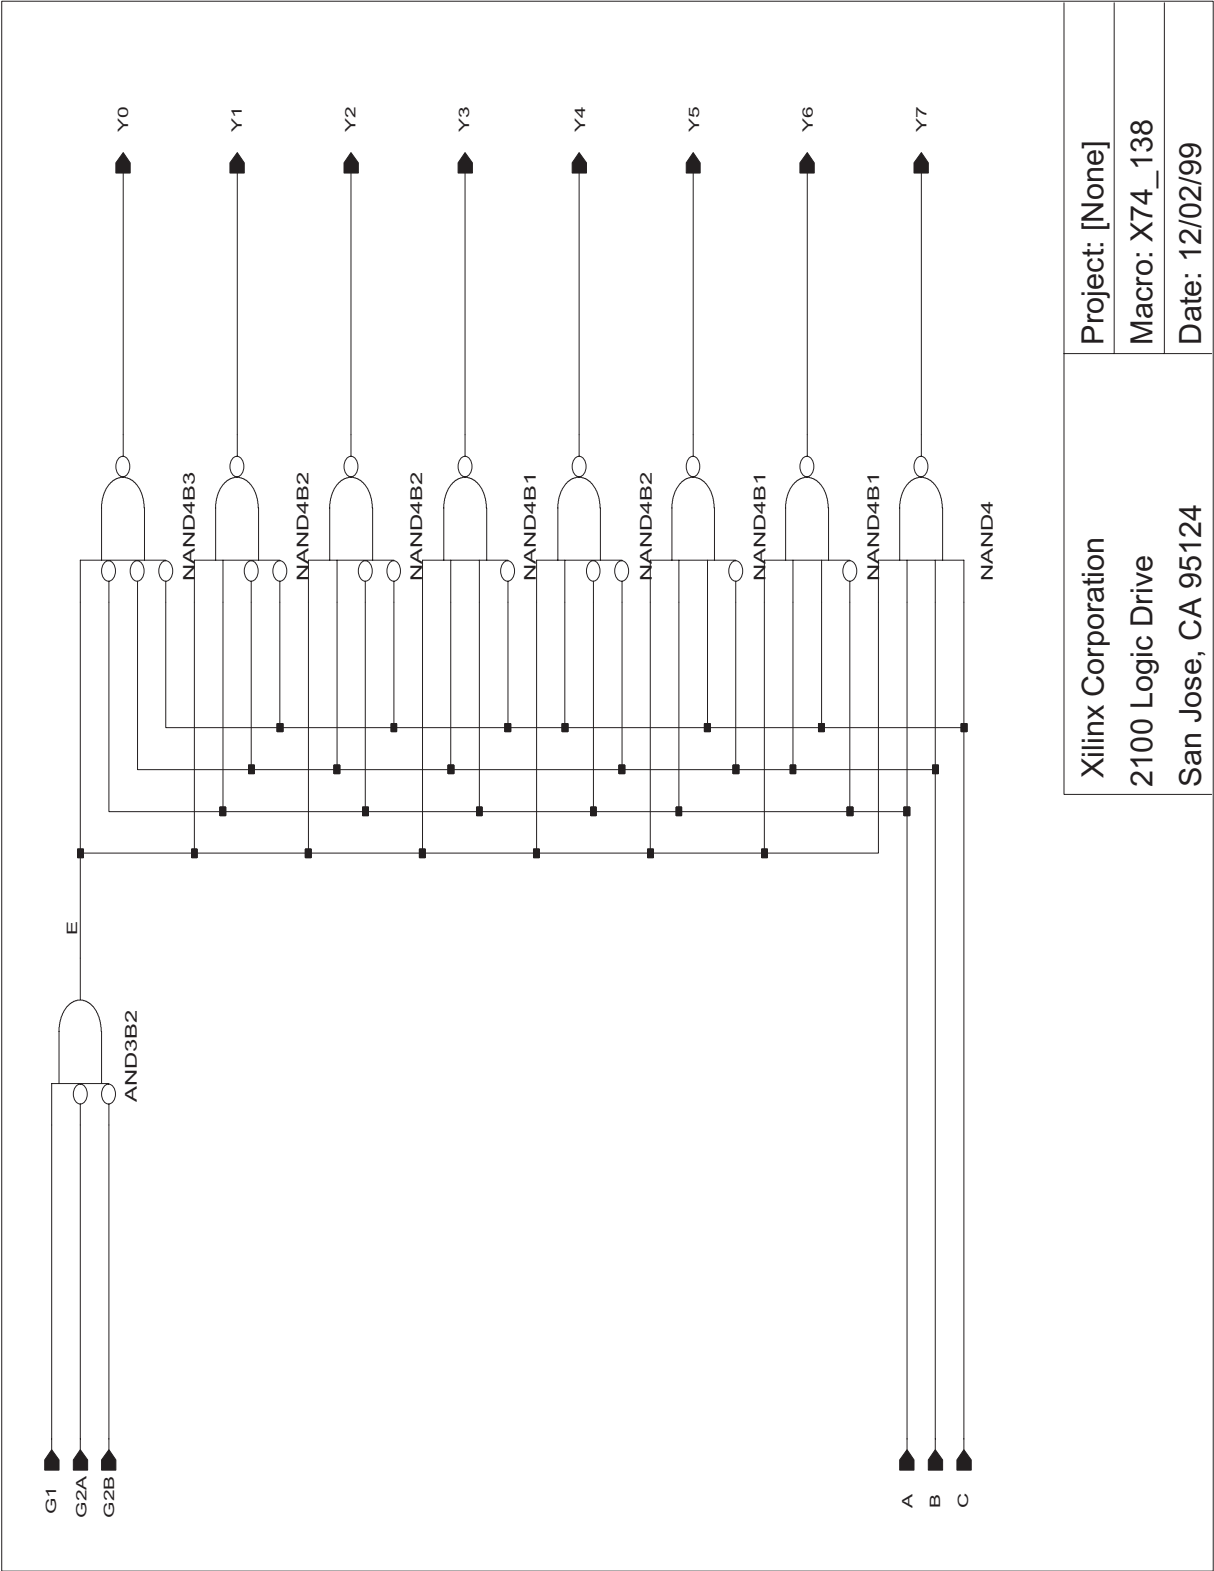 G1
G2A
G2B
AND3B2
E
A
B
C
NAND4B3
NAND4B2
NAND4B2
NAND4B1
NAND4B2
NAND4B1
NAND4B1
NAND4
Y0
Y1
Y2
Y3
Y4
Y5
Y6
Y7
Xilinx Corporation
2100 Logic Drive
San Jose, CA 95124
Project: [None]
Macro: X74_138
Date: 12/02/99